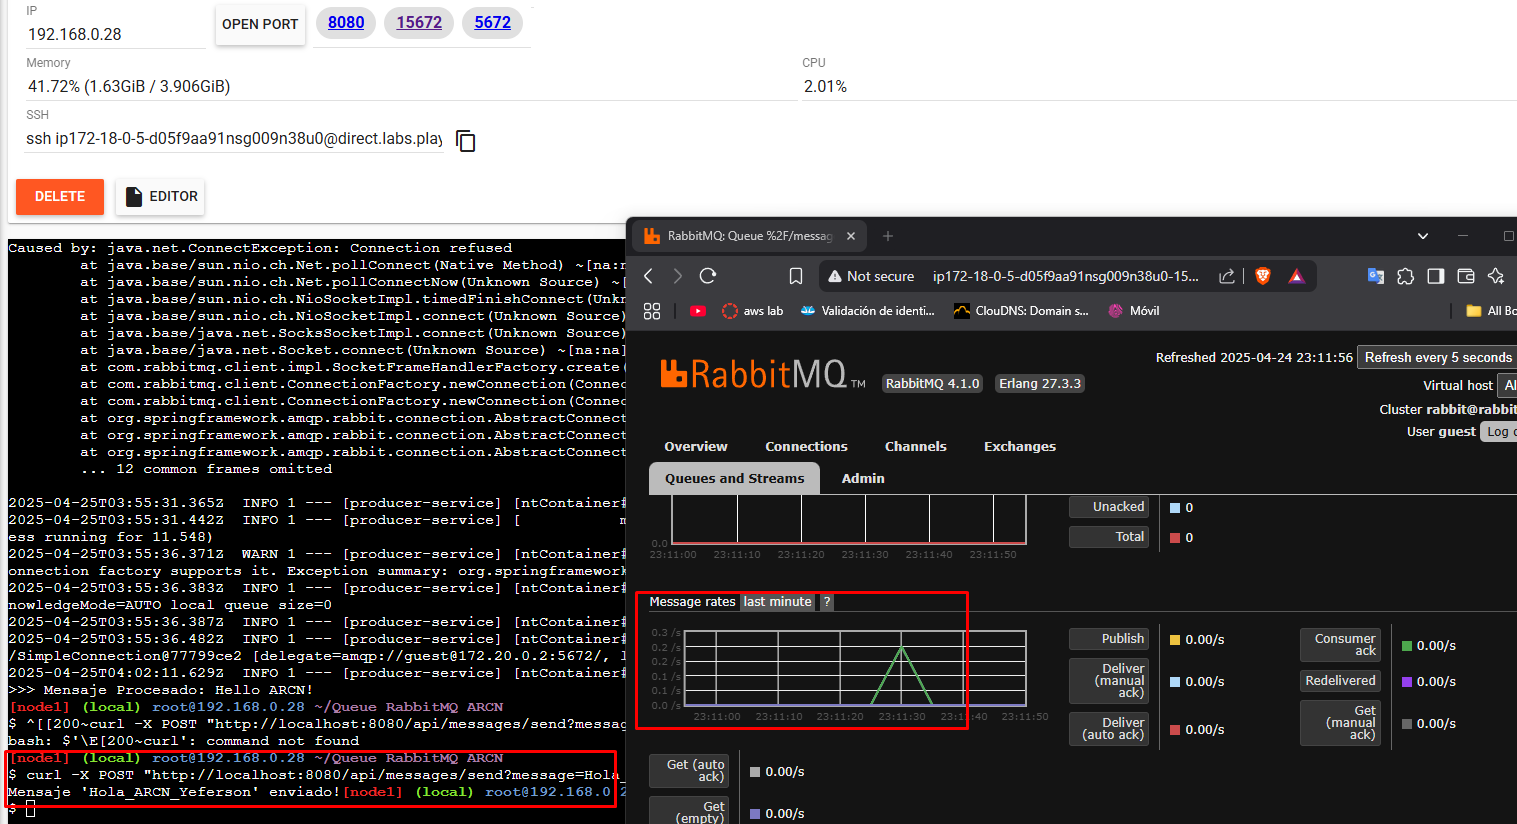 IP
192.168.0.28
OPEN PORT
8080
15672
5672
Memory
41.72% (1.63GiB / 3.906GiB)
CPU
2.01%
SSH
ssh ip172-18-0-5-d05f9aa91nsg009n38u0@direct.labs.play
DELETE
EDITOR
Caused by: java.net.ConnectException: Connection refused
at java.base/sun.nio.ch.Net.pollConnect(Native Method) ~[na:n
at java.base/sun.nio.ch.Net.pollConnectNow(Unknown Source) ~[
at java.base/sun.nio.ch.NioSocketImpl.timedFinishConnect(Unkn
at java.base/sun.nio.ch.NioSocketImpl.connect(Unknown Source)
at java.base/java.net.SocksSocketImpl.connect(Unknown Source)
at java.base/java.net.Socket.connect(Unknown Source) ~[na:na]
at com.rabbitmq.client.impl.SocketFrameHandlerFactory.create(
at com.rabbitmq.client.ConnectionFactory.newConnection(Connec
at com.rabbitmq.client.ConnectionFactory.newConnection(Connec
at org.springframework.amqp.rabbit.connection.AbstractConnect
at org.springframework.amqp.rabbit.connection.AbstractConnect
at org.springframework.amqp.rabbit.connection.AbstractConnect
... 12 common frames omitted
2025-04-25T03:55:31.365Z  INFO 1 --- [producer-service] [ntContainer#
2025-04-25T03:55:31.442Z  INFO 1 --- [producer-service] [           m
ess running for 11.548)
2025-04-25T03:55:36.371Z  WARN 1 --- [producer-service] [ntContainer#
onnection factory supports it. Exception summary: org.springframework
2025-04-25T03:55:36.383Z  INFO 1 --- [producer-service] [ntContainer#
nowledgeMode=AUTO local queue size=0
2025-04-25T03:55:36.387Z  INFO 1 --- [producer-service] [ntContainer#
2025-04-25T03:55:36.482Z  INFO 1 --- [producer-service] [ntContainer#
/SimpleConnection@77799ce2 [delegate=amqp://guest@172.20.0.2:5672/, l
2025-04-25T04:02:11.629Z  INFO 1 --- [producer-service] [ntContainer#
>>> Mensaje Procesado: Hello ARCN!
[node1] (local) root@192.168.0.28 ~/Queue RabbitMQ ARCN
$ ^[[200~curl -X POST "http://localhost:8080/api/messages/send?messag
bash: $'\E[200~curl': command not found
[node1] (local) root@192.168.0.28 ~/Queue RabbitMQ ARCN
$ curl -X POST "http://localhost:8080/api/messages/send?message=Hola_
Mensaje 'Hola_ARCN_Yeferson' enviado![node1] (local) root@192.168.0 2
$
RabbitMQ: Queue %2F/messag
Not secure
ip172-18-0-5-d05f9aa91nsg009n38u0-15...
aws lab
Validación de identi...
ClouDNS: Domain s...
Móvil
All Bo
RabbitMQ TM
RabbitMQ 4.1.0
Erlang 27.3.3
Refreshed 2025-04-24 23:11:56
Refresh every 5 seconds
Virtual host
Al
Cluster rabbit@rabbit
User guest
Log o
Overview
Connections
Channels
Exchanges
Queues and Streams
Admin
0.0
23:11:00 23:11:10 23:11:20 23:11:30 23:11:40 23:11:50
Unacked
0
Total
0
Message rates last minute ?
0.3 /s
0.2 /s
0.2 /s
0.1 /s
0.1 /s
0.0 /s
23:11:00 23:11:10 23:11:20 23:11:30 23:11:40 23:11:50
Publish
0.00/s
Deliver
(manual
ack)
0.00/s
Deliver
(auto ack)
0.00/s
Consumer
ack
0.00/s
Redelivered
0.00/s
Get
(manual
ack)
0.00/s
Get (auto
ack)
0.00/s
Get
(empty)
0.00/s